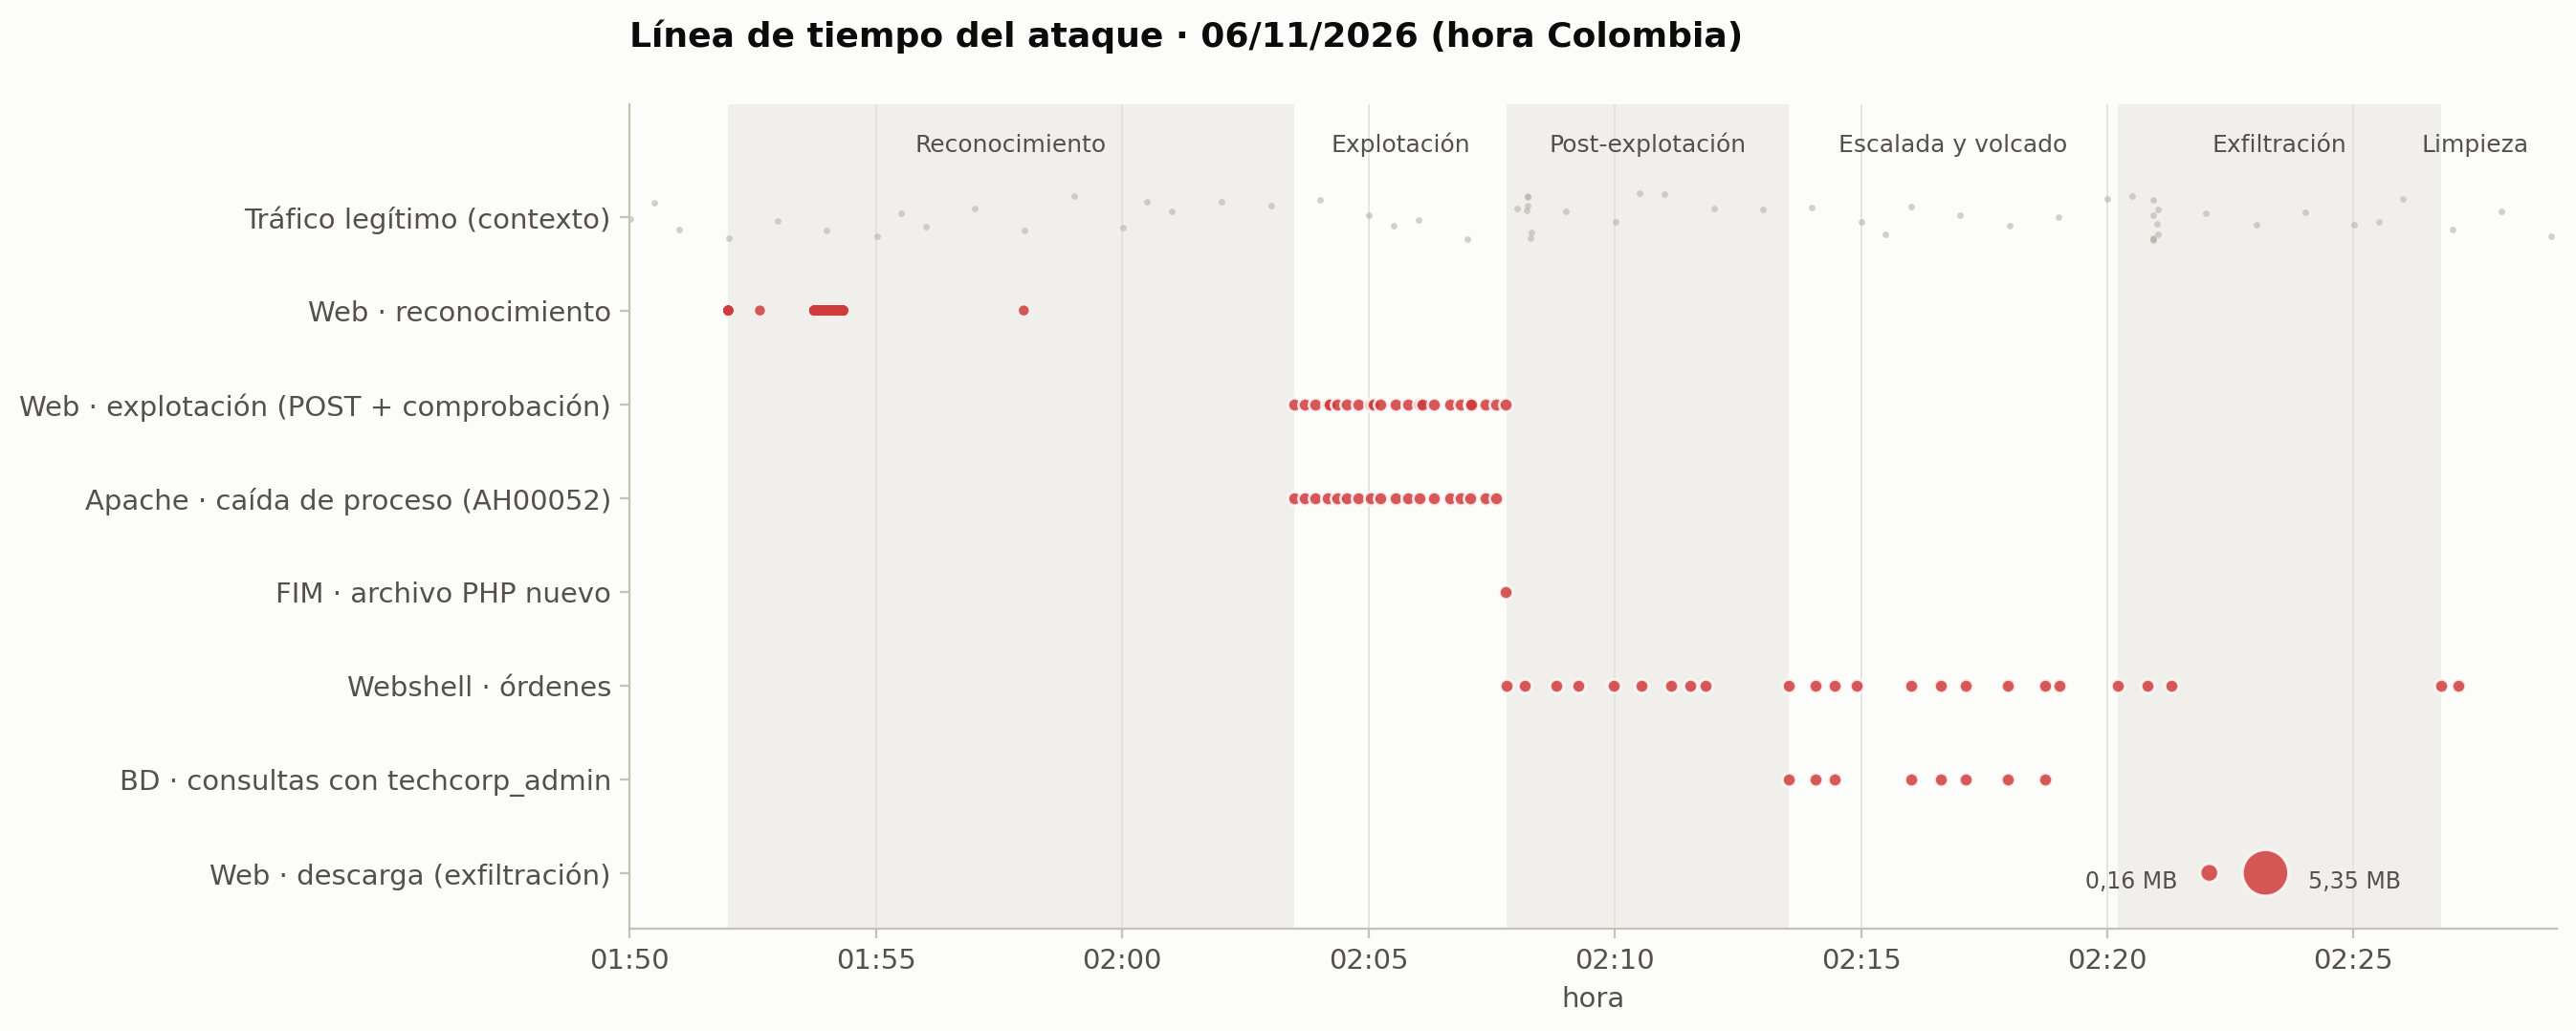 Línea de tiempo del ataque · 06/11/2026 (hora Colombia)
Reconocimiento
Explotación
Post-explotación
Escalada y volcado
Exfiltración
Limpieza
Tráfico legítimo (contexto)
Web · reconocimiento
Web · explotación (POST + comprobación)
Apache · caída de proceso (AH00052)
FIM · archivo PHP nuevo
Webshell · órdenes
BD · consultas con techcorp_admin
Web · descarga (exfiltración)
0,16 MB
5,35 MB
01:50
01:55
02:00
02:05
02:10
02:15
02:20
02:25
hora